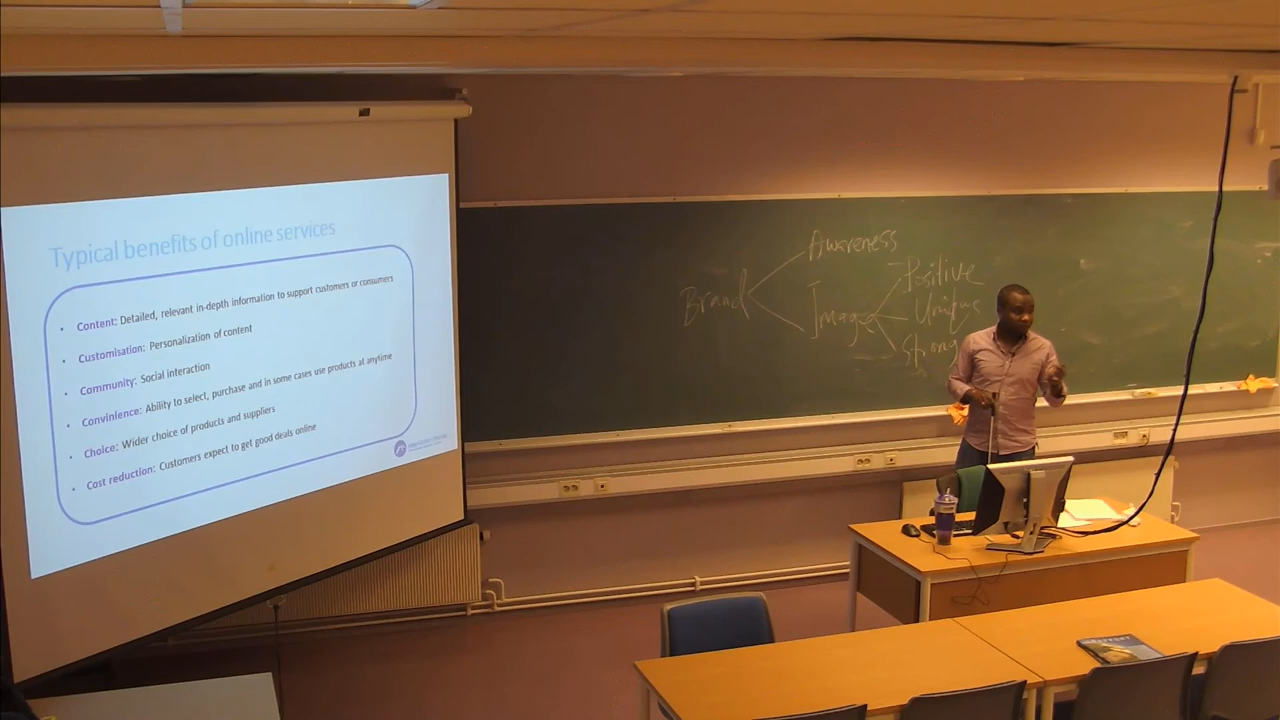 Typical benefits of online services
• Content: Detailed, relevant in-depth information to support customers or consumers
• Customisation: Personalization of content
• Community: Social interaction
• Convinience: Ability to select, purchase and in some cases use products at anytime
• Choice: Wider choice of products and suppliers
• Cost reduction: Customers expect to get good deals online
Awareness
Brand
Image
Positive
Unique
Strong